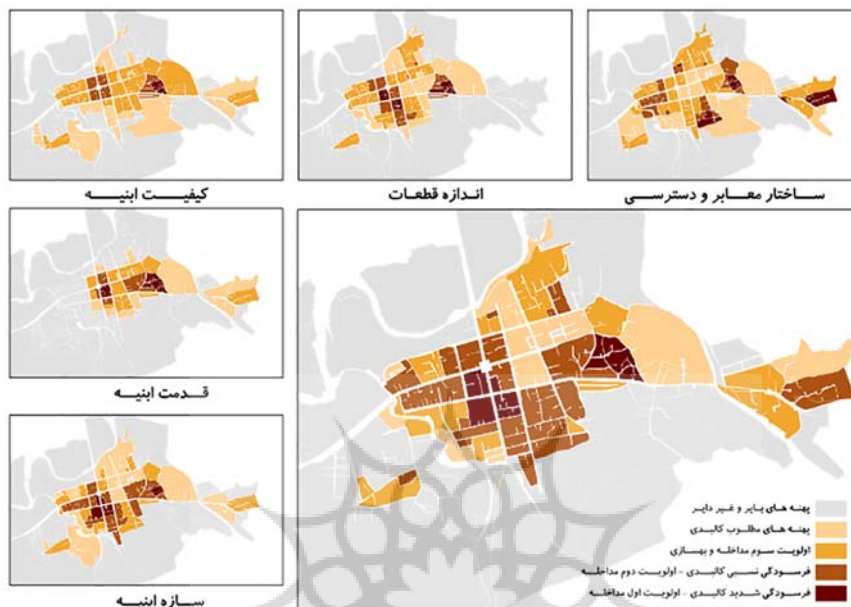 ساختار معابر و دسترسی
اندازه قطعات
کیفیت ابنیه
قدمت ابنیه
سازه ابنیه
پهنه های بایر و غیر دایر
پهنه های مطلوب کالبدی
اولویت سوم مداخله و بهسازی
فرسودگی نسبی کالبدی - اولویت دوم مداخله
فرسودگی شدید کالبدی - اولویت اول مداخله